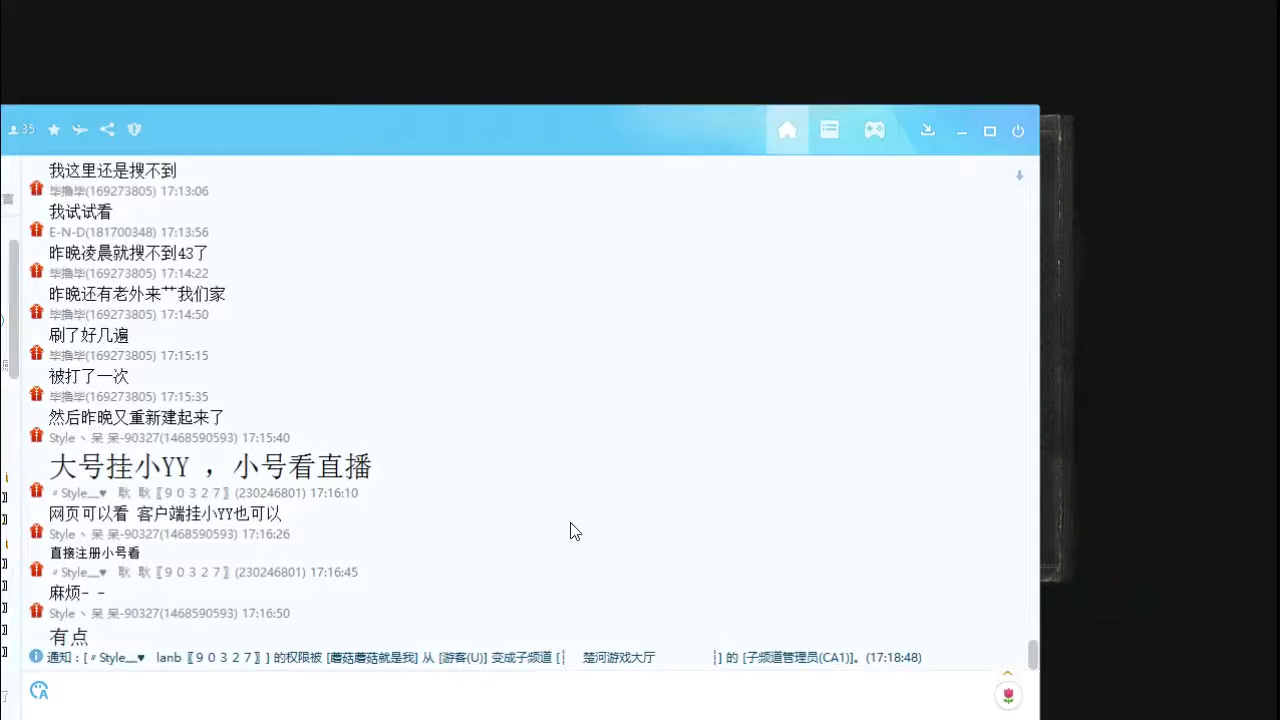 35
我这里还是搜不到
毕撸毕(169273805) 17:13:06
我试试看
E-N-D(181700348) 17:13:56
昨晚凌晨就搜不到43了
毕撸毕(169273805) 17:14:22
昨晚还有老外来艹我们家
毕撸毕(169273805) 17:14:50
刷了好几遍
毕撸毕(169273805) 17:15:15
被打了一次
毕撸毕(169273805) 17:15:35
然后昨晚又重新建起来了
Style丶呆 呆-90327(1468590593) 17:15:40
大号挂小YY ，小号看直播
〃Style﹏♥ 耿 耿〖9 0 3 2 7〗(230246801) 17:16:10
网页可以看 客户端挂小YY也可以
Style丶呆 呆-90327(1468590593) 17:16:26
直接注册小号看
〃Style﹏♥ 耿 耿〖9 0 3 2 7〗(230246801) 17:16:45
麻烦- -
Style丶呆 呆-90327(1468590593) 17:16:50
有点
通知：[〃Style﹏♥ lanb〖9 0 3 2 7〗] 的权限被 [蘑菇蘑菇就是我] 从 [游客(U)] 变成子频道 [┆ 楚河游戏大厅 ┆] 的 [子频道管理员(CA1)]。(17:18:48)